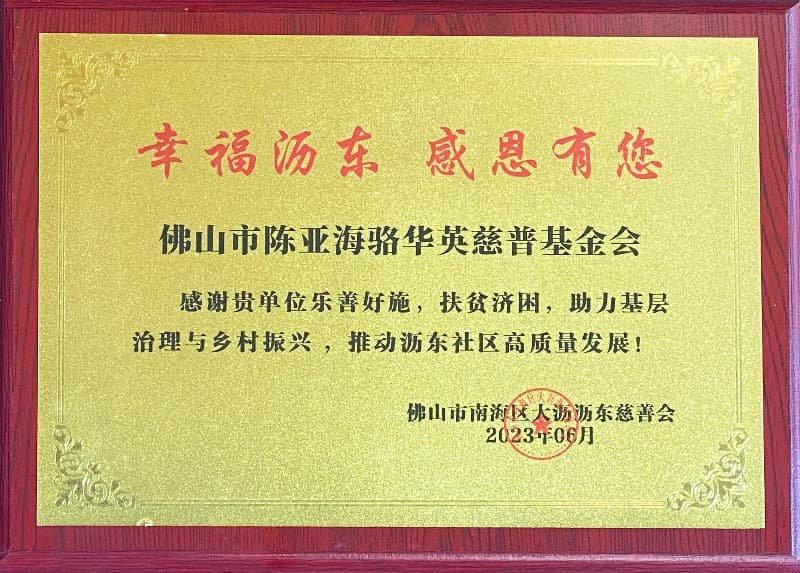 幸福沥东 感恩有您
佛山市陈亚海骆华英慈普基金会
感谢贵单位乐善好施，扶贫济困，助力基层
治理与乡村振兴，推动沥东社区高质量发展！
佛山市南海区大沥沥东慈善会
2023年06月